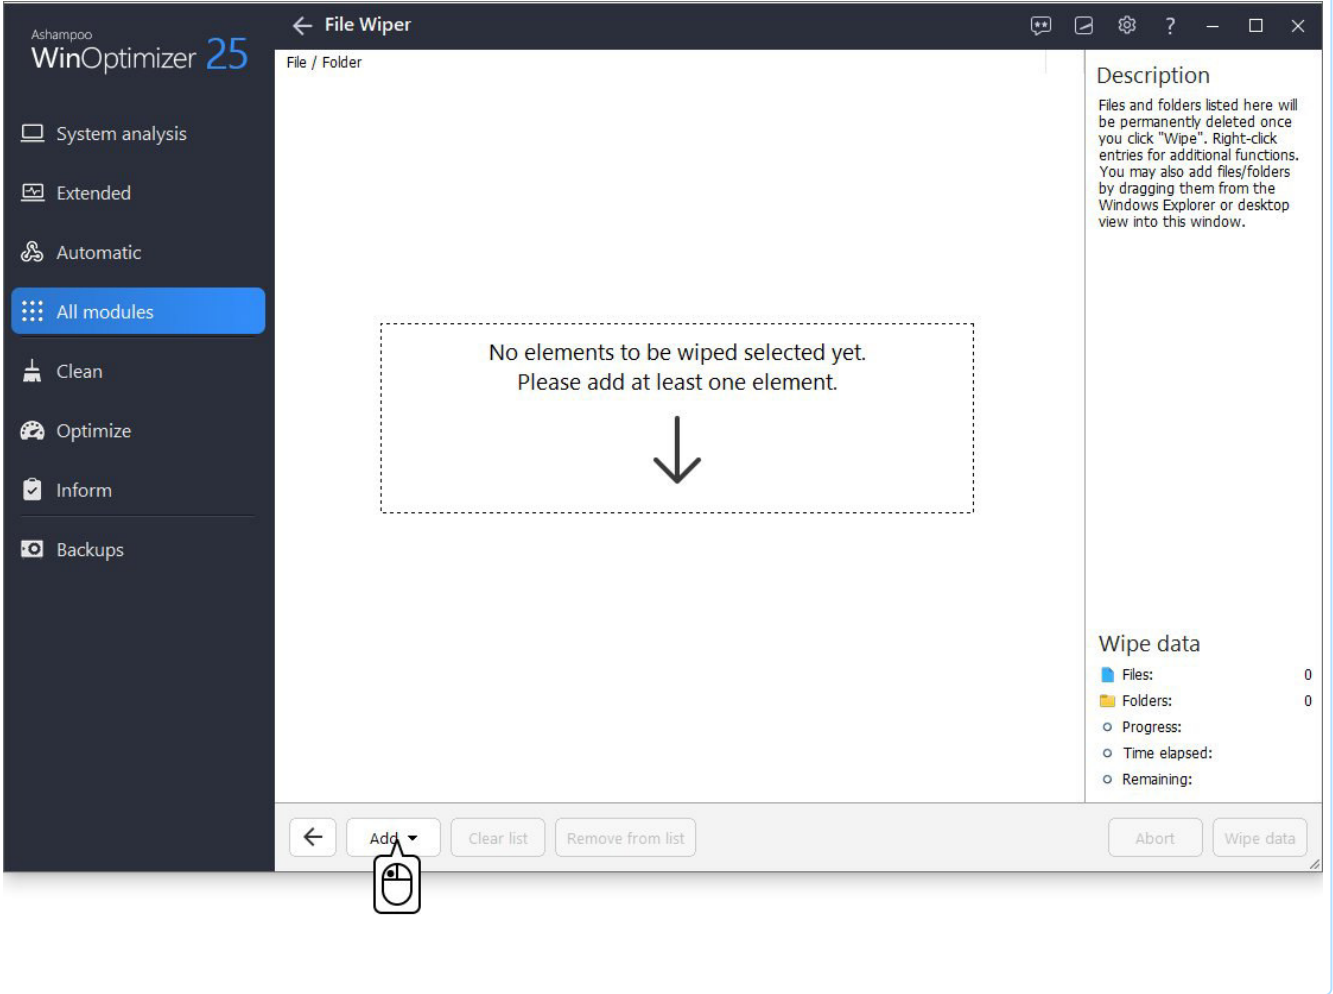 Ashampoo
WinOptimizer 25
System analysis
Extended
Automatic
All modules
Clean
Optimize
Inform
Backups
File Wiper
?
File / Folder
No elements to be wiped selected yet.
Please add at least one element.
Description
Files and folders listed here will
be permanently deleted once
you click "Wipe". Right-click
entries for additional functions.
You may also add files/folders
by dragging them from the
Windows Explorer or desktop
view into this window.
Wipe data
Files: 0
Folders: 0
Progress:
Time elapsed:
Remaining:
Add
Clear list
Remove from list
Abort
Wipe data